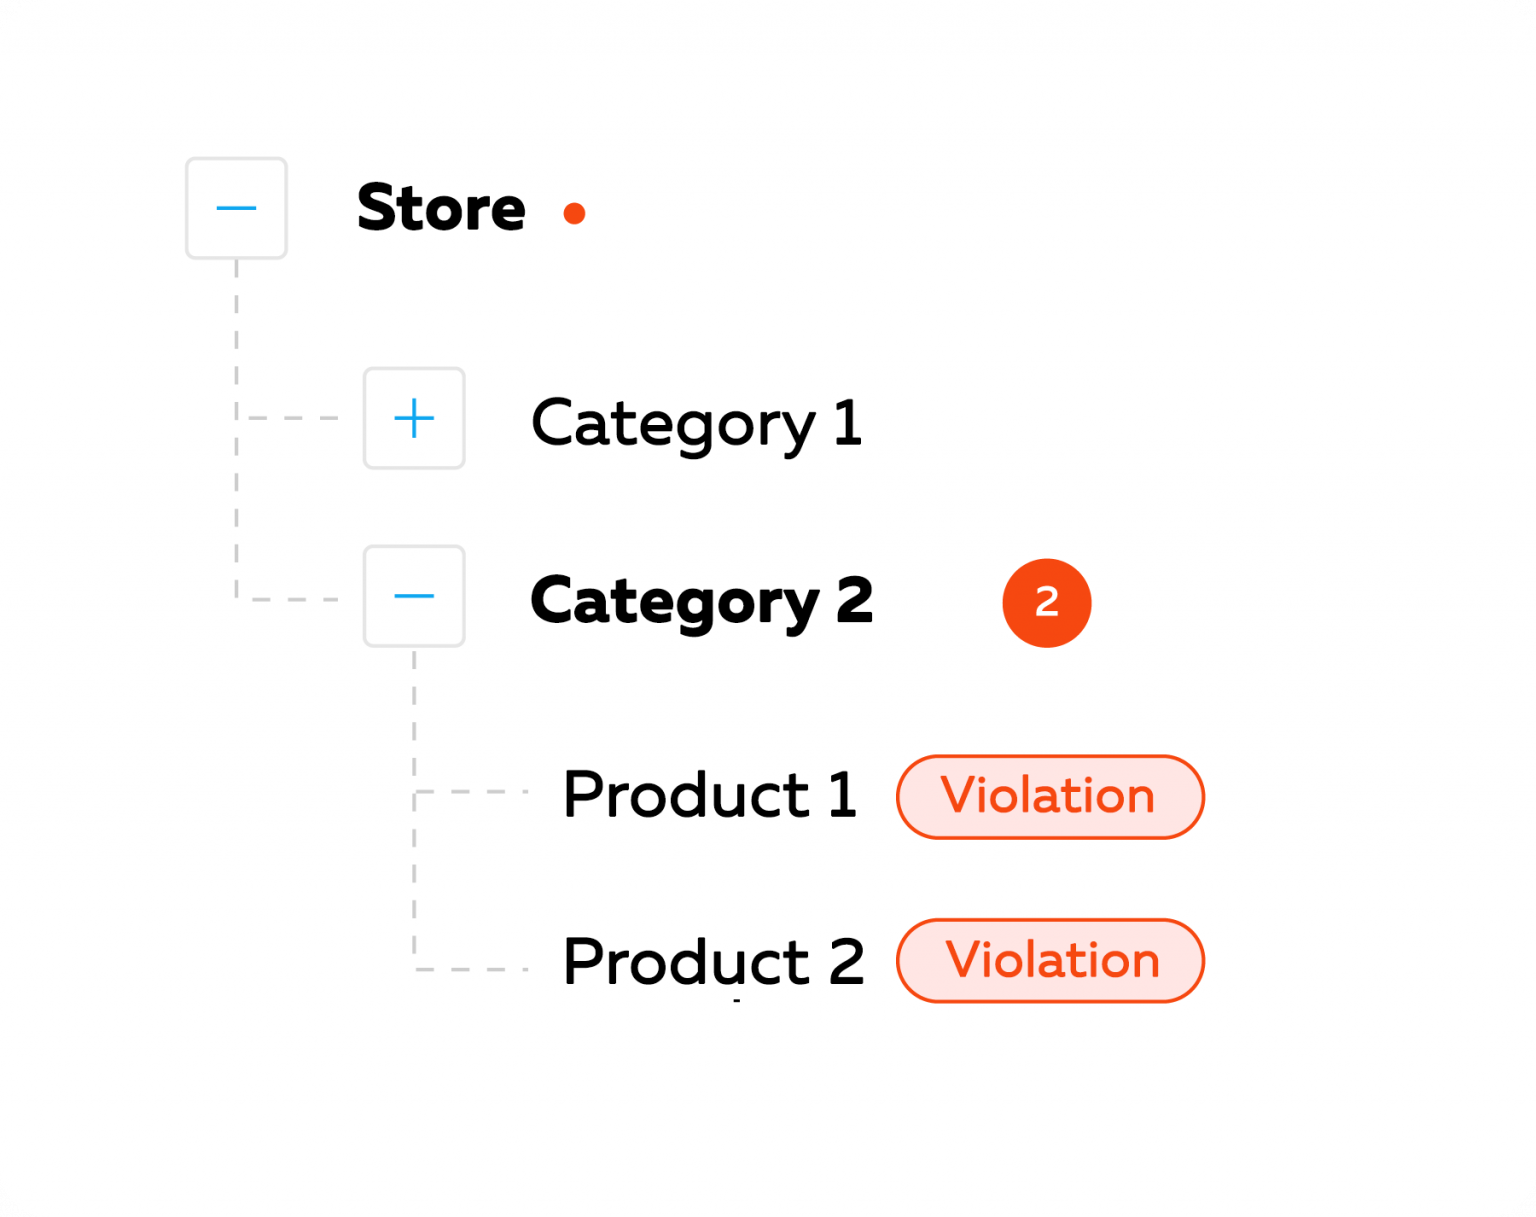 Store
Category 1
Category 2 2
Product 1 Violation
Product 2 Violation